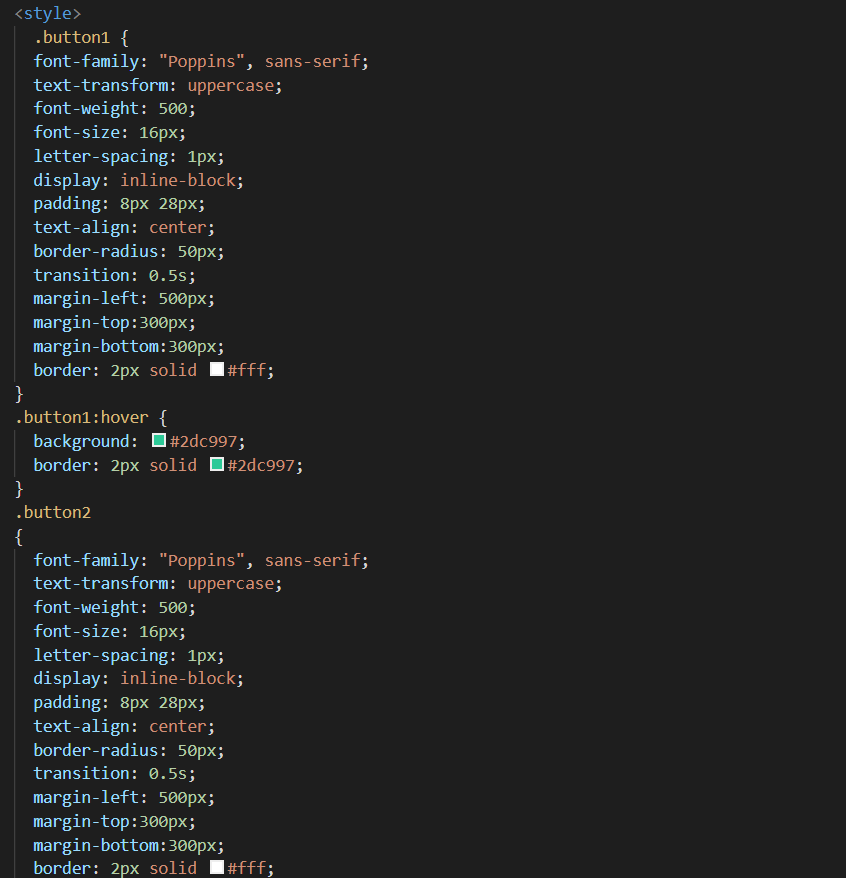 <style>
.button1 {
font-family: "Poppins", sans-serif;
text-transform: uppercase;
font-weight: 500;
font-size: 16px;
letter-spacing: 1px;
display: inline-block;
padding: 8px 28px;
text-align: center;
border-radius: 50px;
transition: 0.5s;
margin-left: 500px;
margin-top:300px;
margin-bottom:300px;
border: 2px solid #fff;
}
.button1:hover {
background: #2dc997;
border: 2px solid #2dc997;
}
.button2
{
font-family: "Poppins", sans-serif;
text-transform: uppercase;
font-weight: 500;
font-size: 16px;
letter-spacing: 1px;
display: inline-block;
padding: 8px 28px;
text-align: center;
border-radius: 50px;
transition: 0.5s;
margin-left: 500px;
margin-top:300px;
margin-bottom:300px;
border: 2px solid #fff;